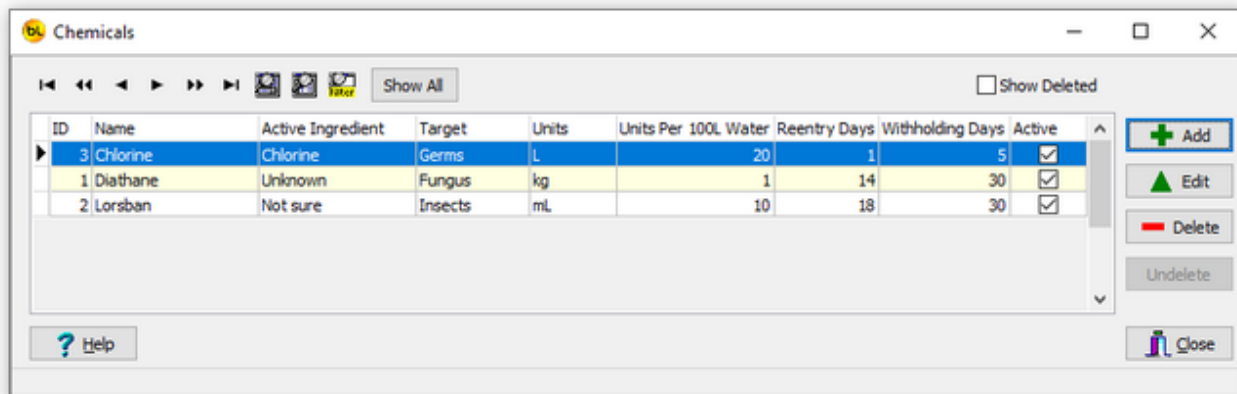 bL Chemicals
filter Show All Show Deleted
ID Name Active Ingredient Target Units Units Per 100L Water Reentry Days Withholding Days Active
3 Chlorine Chlorine Germs L 20 1 5
1 Diathane Unknown Fungus kg 1 14 30
2 Lorsban Not sure Insects mL 10 18 30
Add
Edit
Delete
Undelete
? Help Close